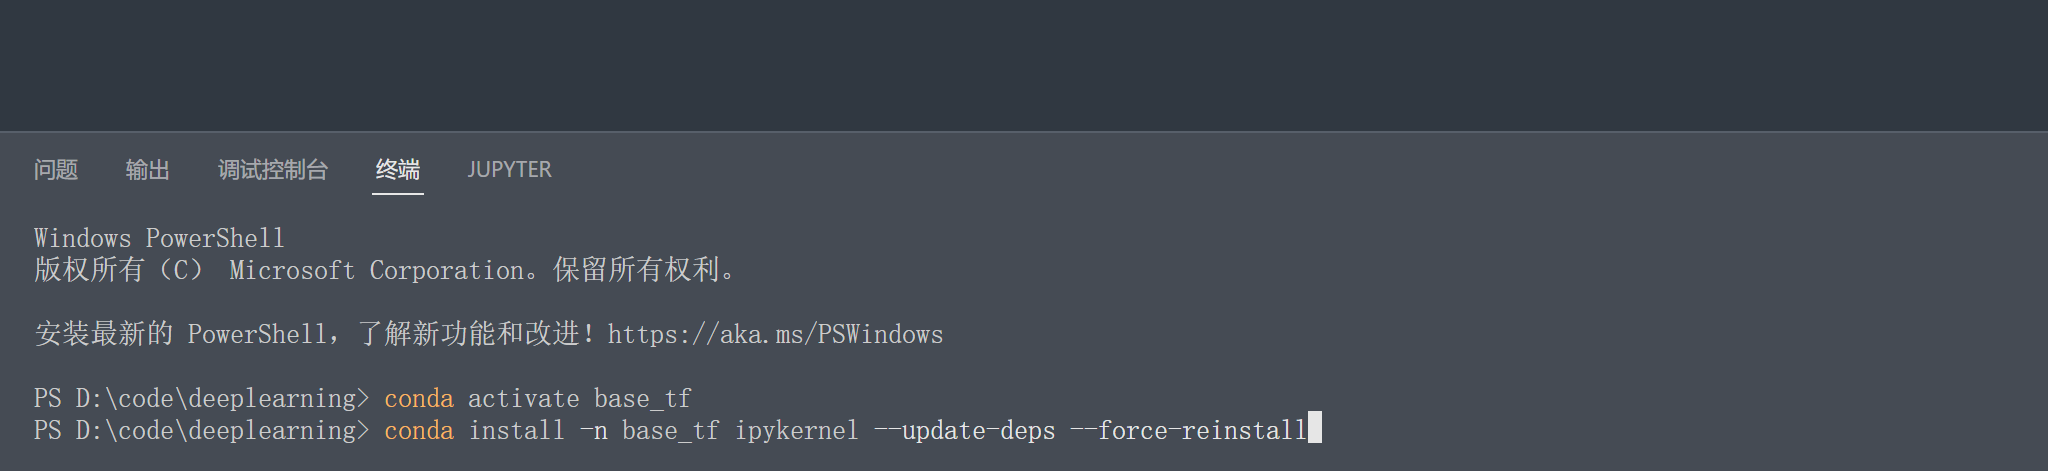 问题 输出 调试控制台 终端 JUPYTER
Windows PowerShell
版权所有（C） Microsoft Corporation。保留所有权利。
安装最新的 PowerShell，了解新功能和改进！https://aka.ms/PSWindows
PS D:\code\deeplearning> conda activate base_tf
PS D:\code\deeplearning> conda install -n base_tf ipykernel --update-deps --force-reinstall